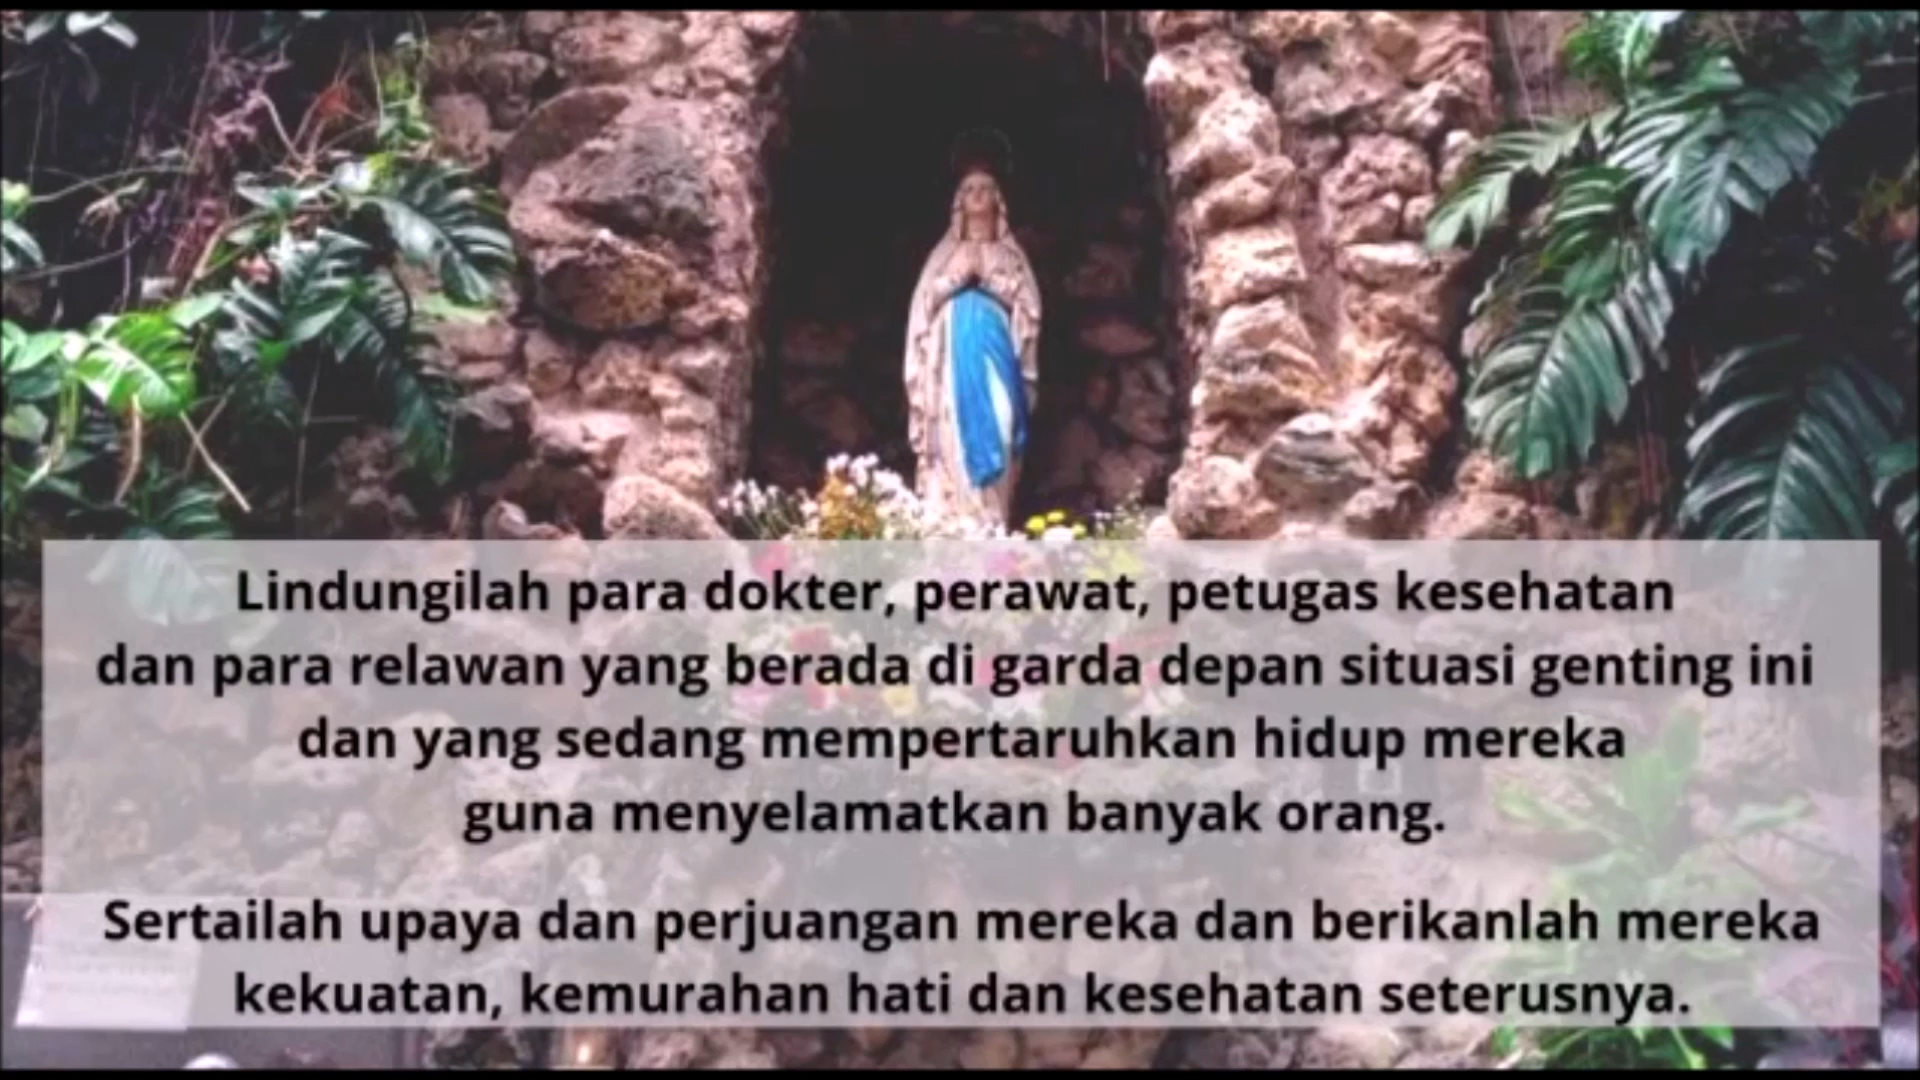 Lindungilah para dokter, perawat, petugas kesehatan
dan para relawan yang berada di garda depan situasi genting ini
dan yang sedang mempertaruhkan hidup mereka
guna menyelamatkan banyak orang.
Sertailah upaya dan perjuangan mereka dan berikanlah mereka
kekuatan, kemurahan hati dan kesehatan seterusnya.